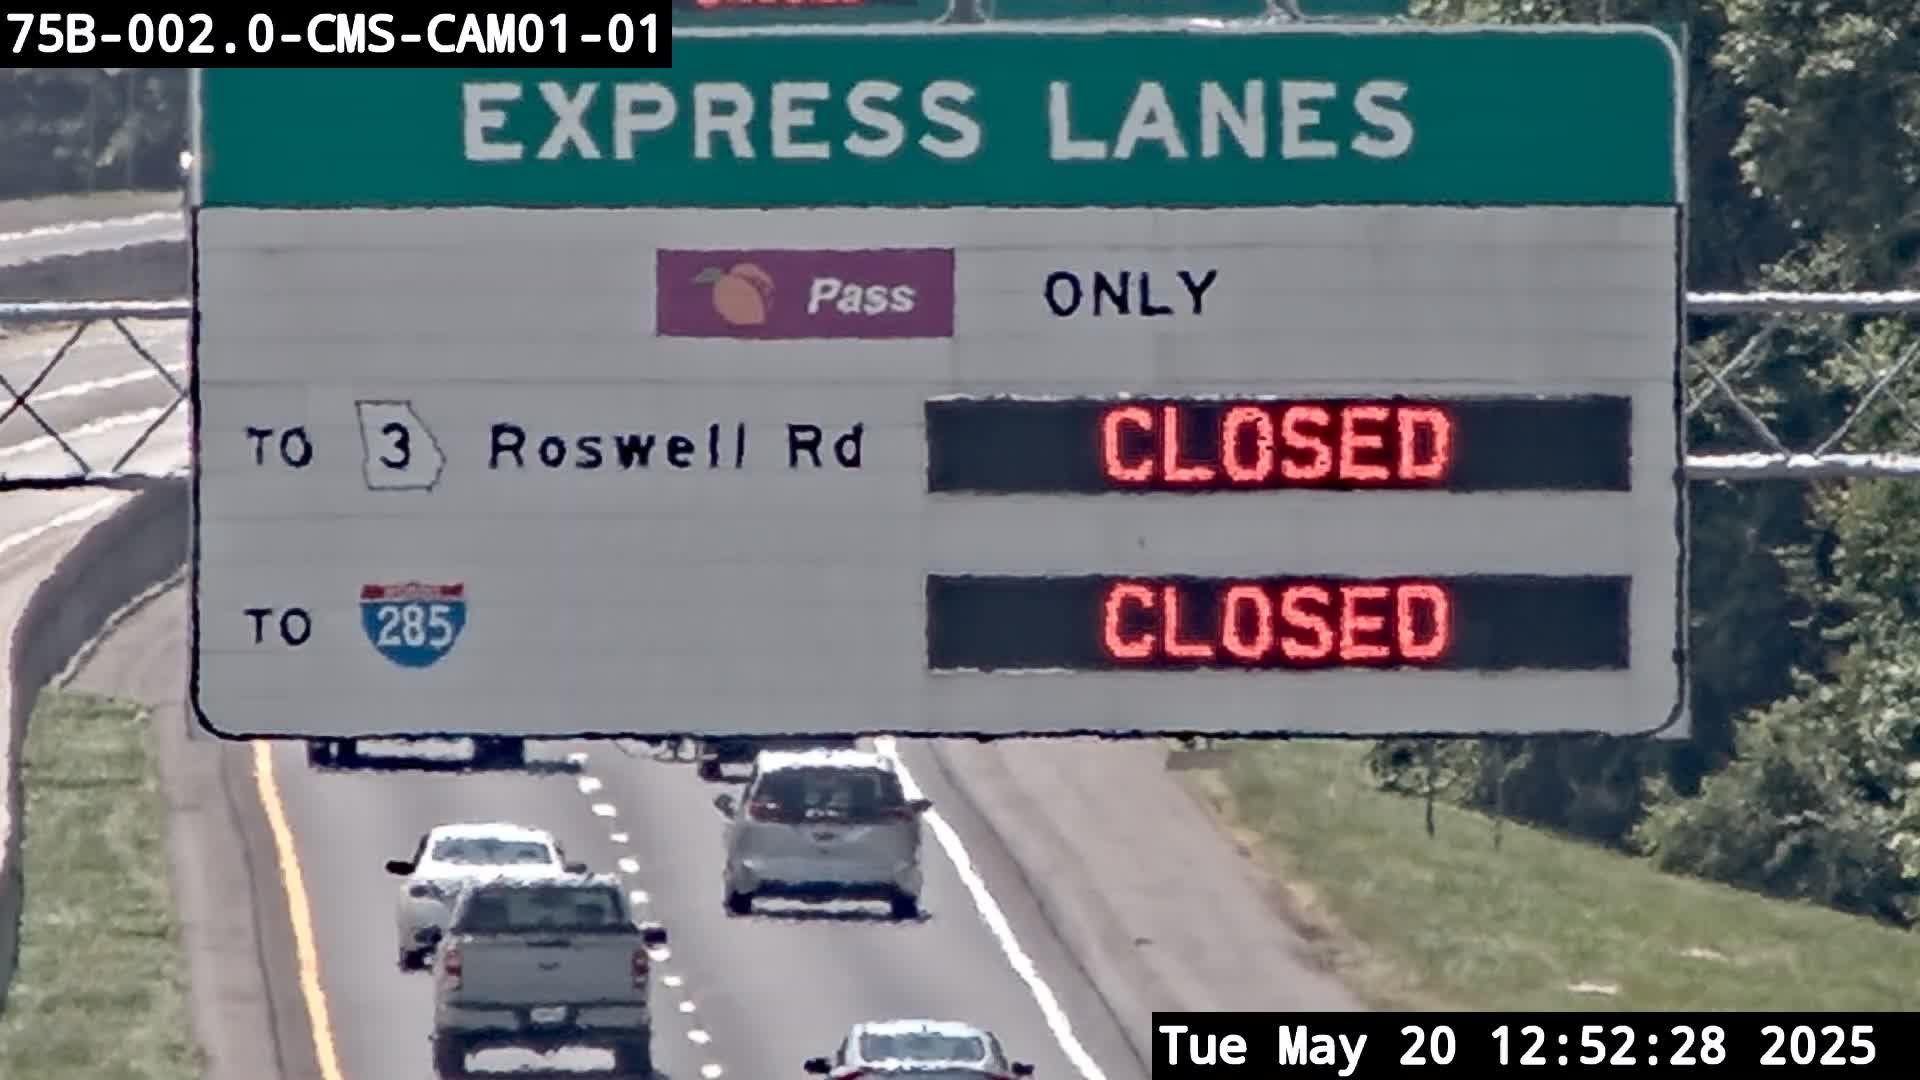 75B-002.0-CMS-CAM01-01
EXPRESS LANES
Pass ONLY
TO 3 Roswell Rd CLOSED
TO 285 CLOSED
Tue May 20 12:52:28 2025